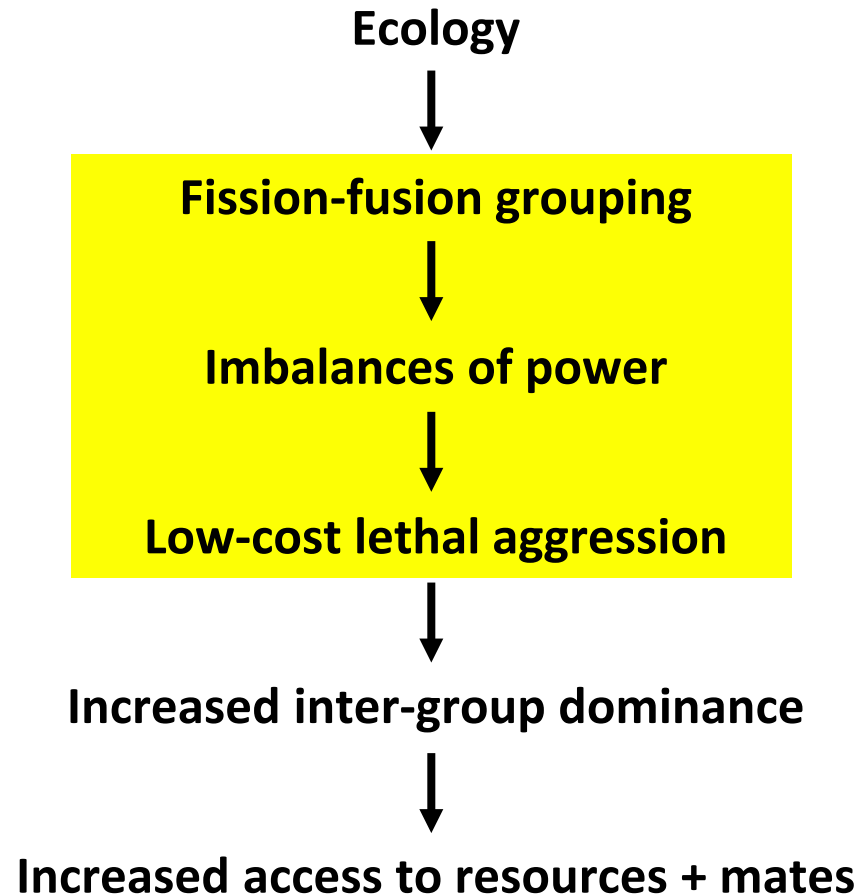 Ecology
Fission-fusion grouping
Imbalances of power
Low-cost lethal aggression
Increased inter-group dominance
Increased access to resources + mates